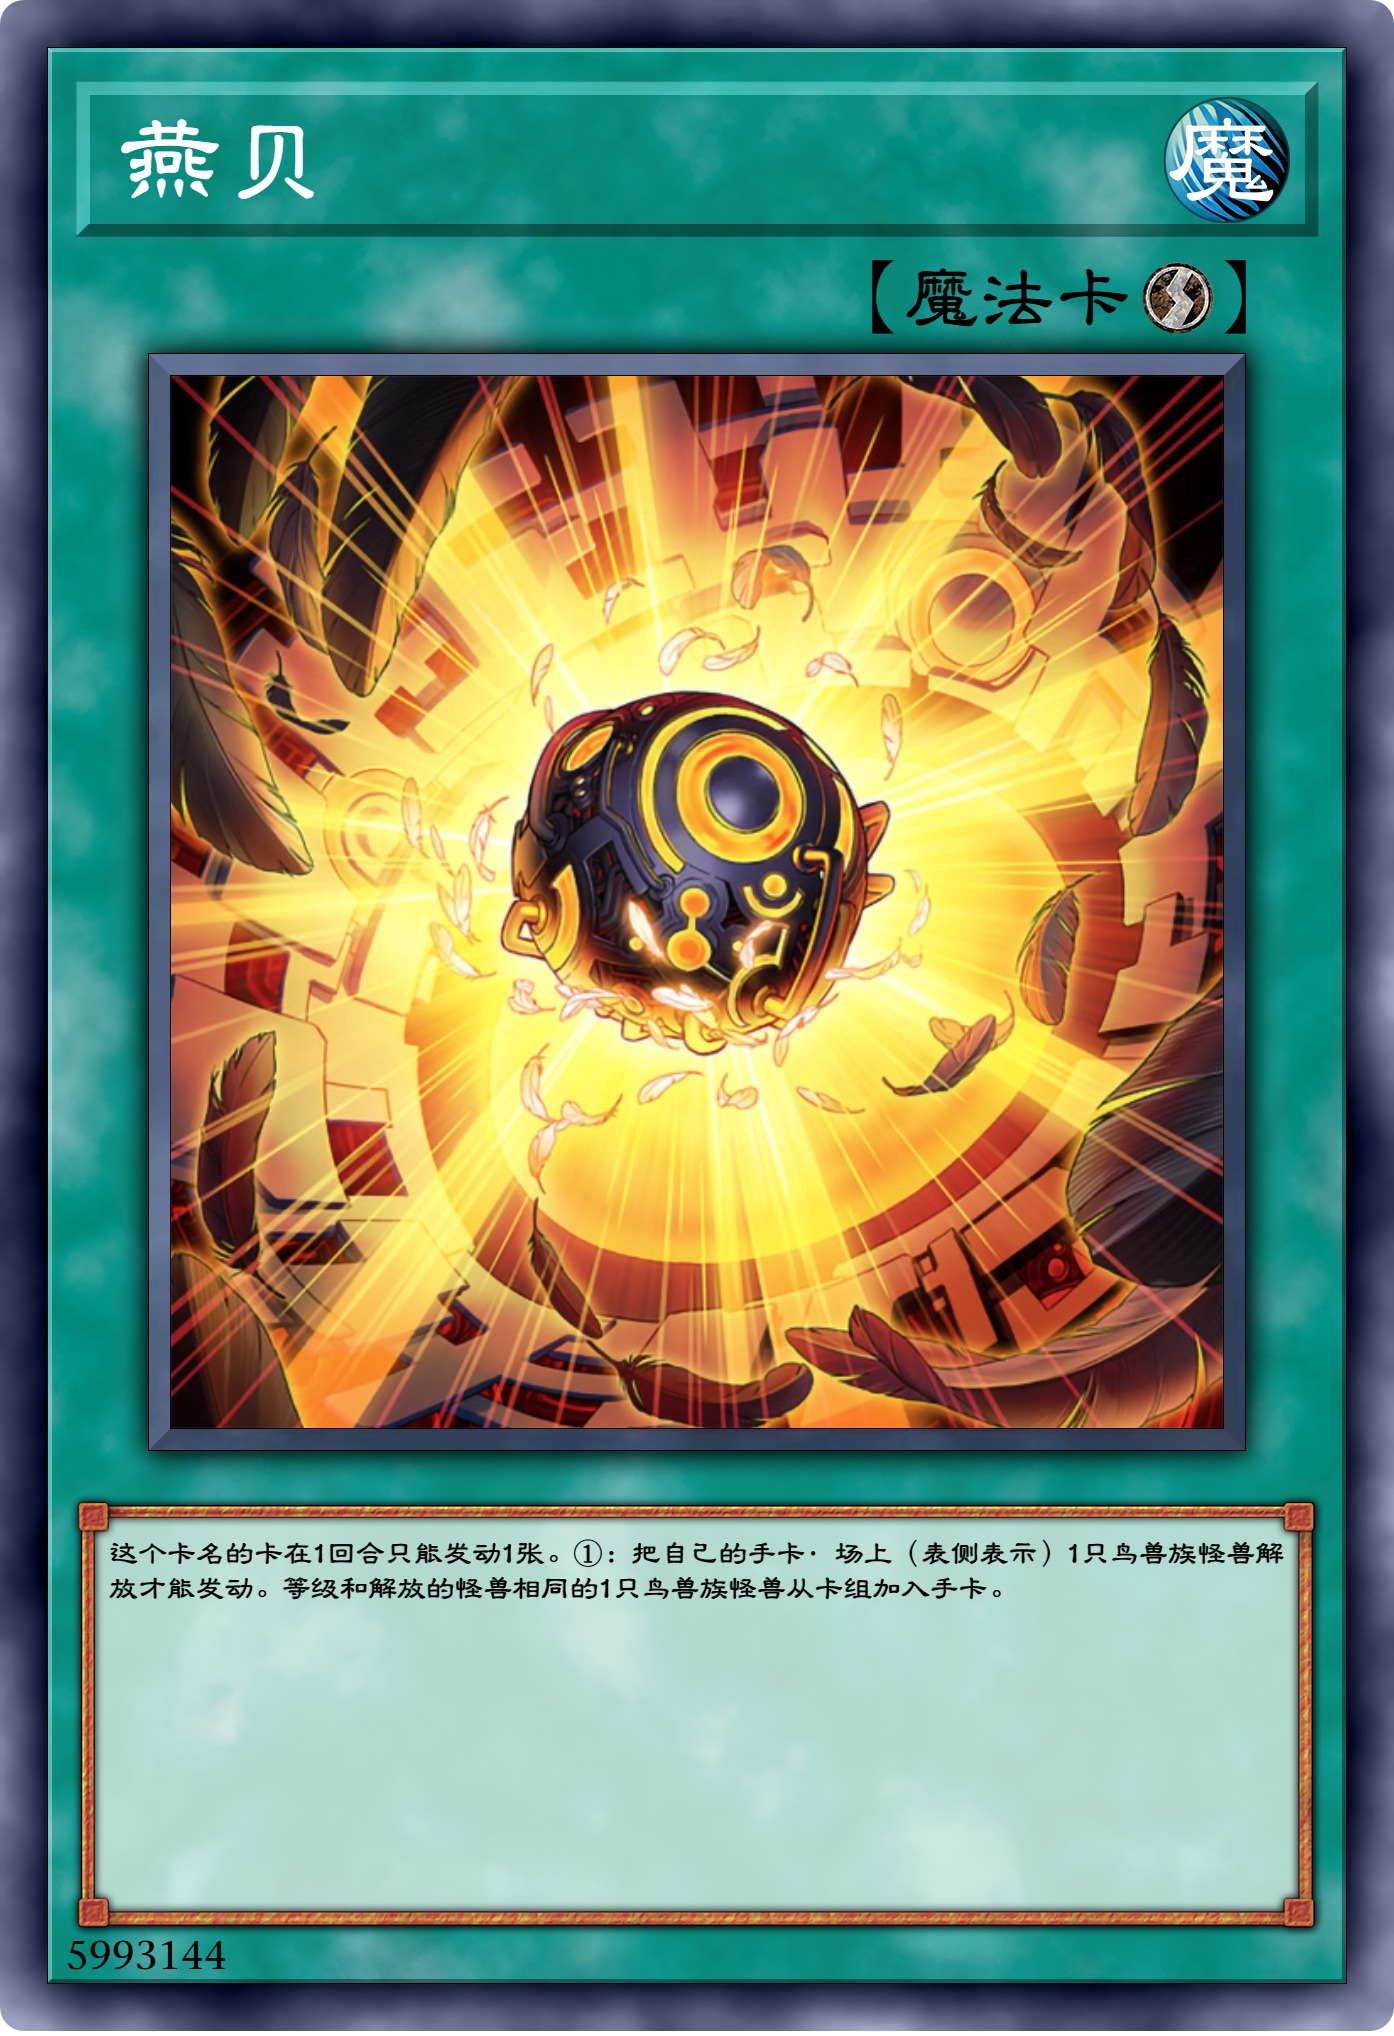 燕贝
魔
【魔法卡】
这个卡名的卡在1回合只能发动1张。①：把自己的手卡·场上（表侧表示）1只鸟兽族怪兽解
放才能发动。等级和解放的怪兽相同的1只鸟兽族怪兽从卡组加入手卡。
5993144